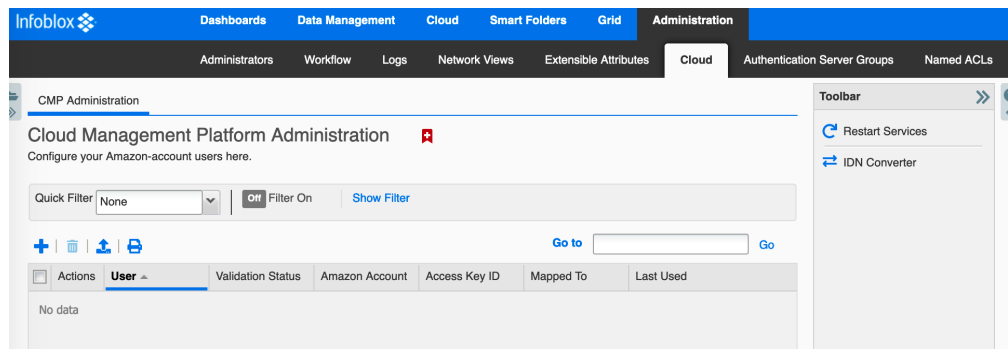 Infoblox
Dashboards Data Management Cloud Smart Folders Grid Administration
Administrators Workflow Logs Network Views Extensible Attributes Cloud Authentication Server Groups Named ACLs
CMP Administration
Cloud Management Platform Administration
Configure your Amazon-account users here.
Quick Filter None Off Filter On Show Filter
Go to Go
Actions User Validation Status Amazon Account Access Key ID Mapped To Last Used
No data
Toolbar
Restart Services
IDN Converter